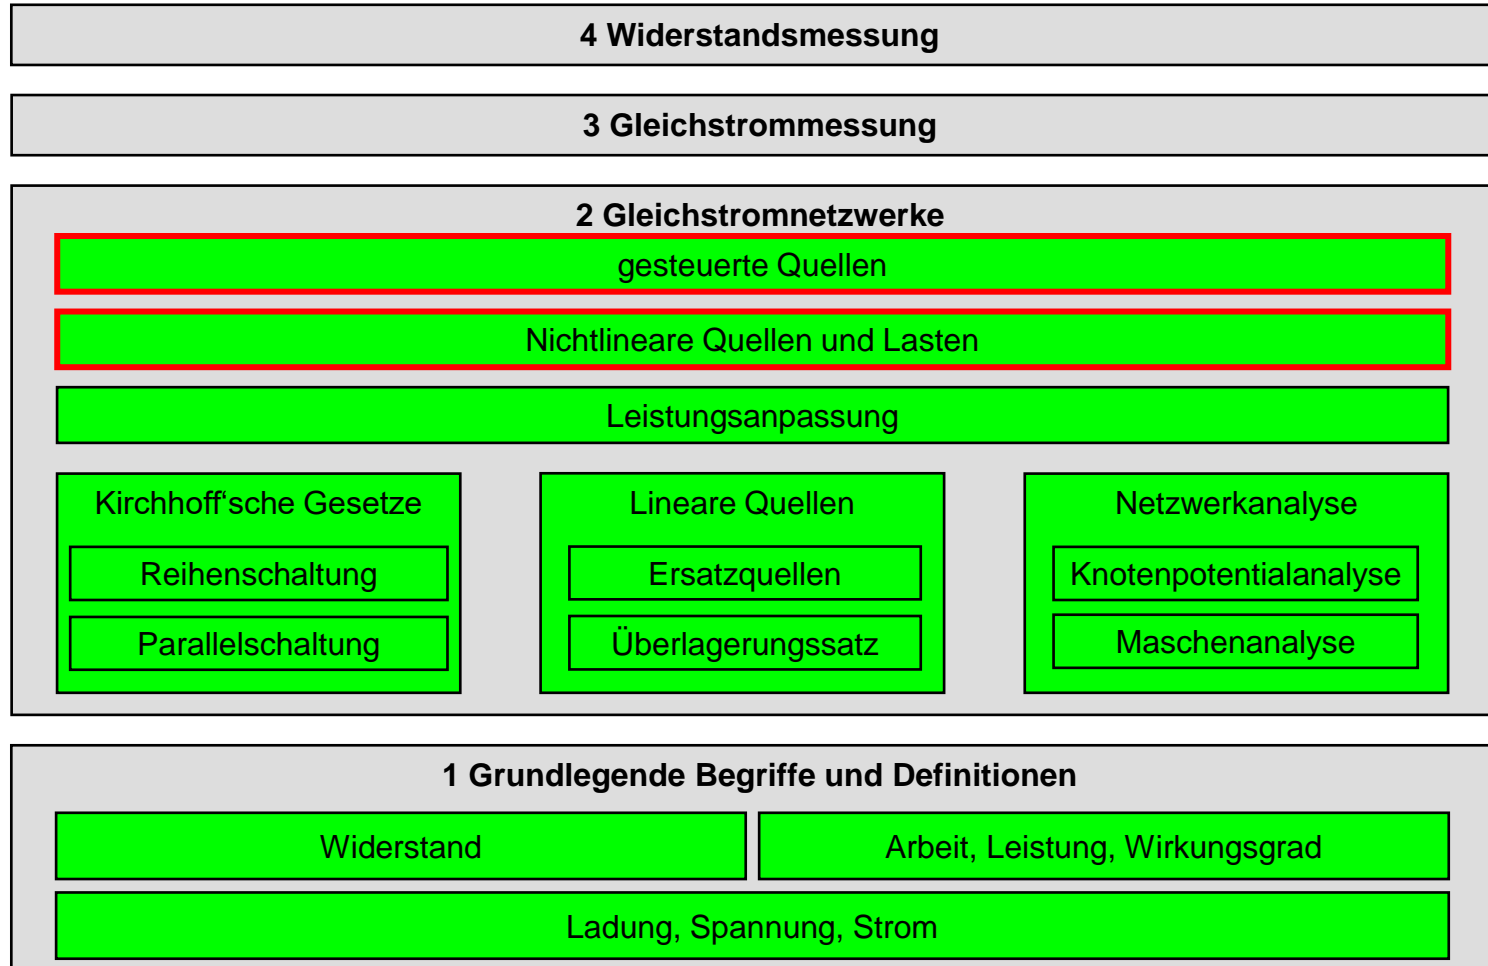 4 Widerstandsmessung
3 Gleichstrommessung
2 Gleichstromnetzwerke
gesteuerte Quellen
Nichtlineare Quellen und Lasten
Leistungsanpassung
Kirchhoff‘sche Gesetze
Reihenschaltung
Parallelschaltung
Lineare Quellen
Ersatzquellen
Überlagerungssatz
Netzwerkanalyse
Knotenpotentialanalyse
Maschenanalyse
1 Grundlegende Begriffe und Definitionen
Widerstand
Arbeit, Leistung, Wirkungsgrad
Ladung, Spannung, Strom